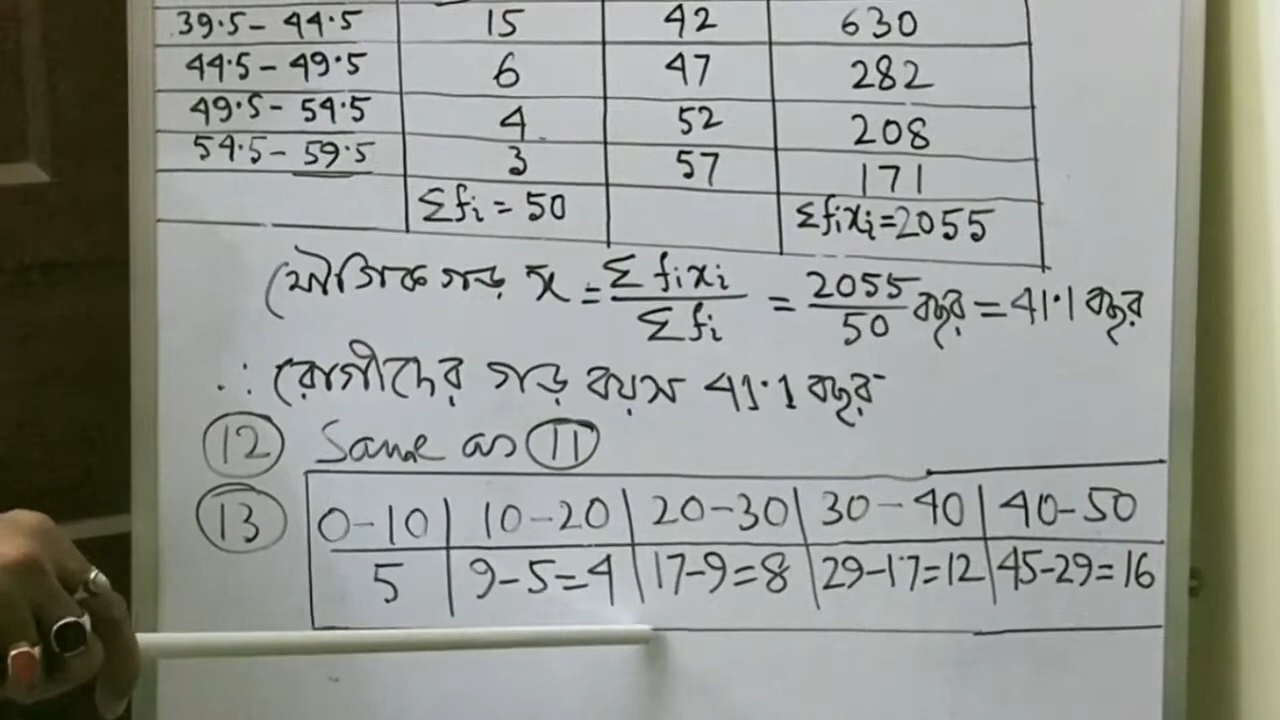 39.5 - 44.5 15 42 630
44.5 - 49.5 6 47 282
49.5 - 54.5 4 52 208
54.5 - 59.5 3 57 171
Σfi = 50 Σfixi = 2055
যৌগিক গড় x̄ = Σfixi / Σfi = 2055/50 বছর = 41.1 বছর
∴ রোগীদের গড় বয়স 41.1 বছর
12 Same as 11
13 0-10 10-20 20-30 30-40 40-50
5 9-5=4 17-9=8 29-17=12 45-29=16